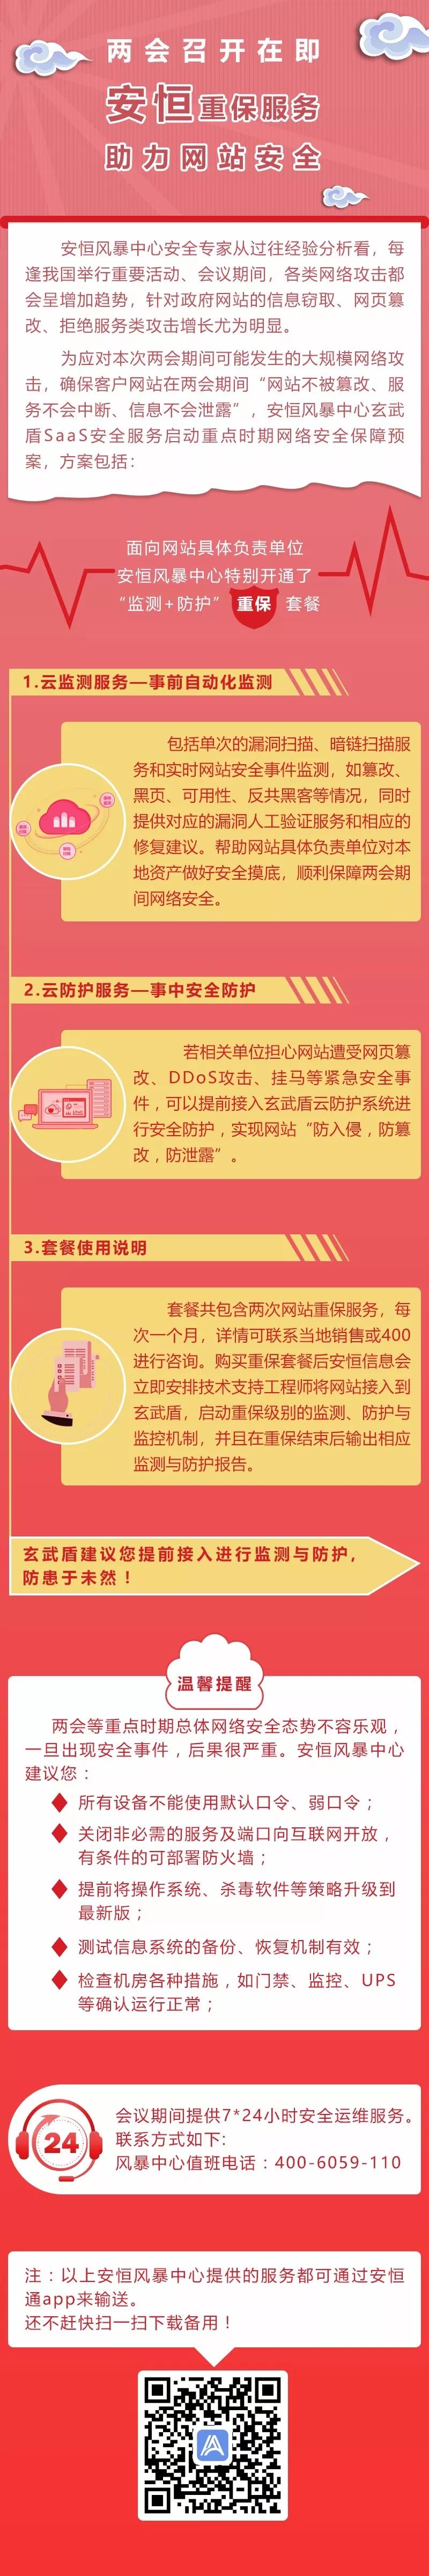 两会召开在即
安恒重保服务
助力网站安全
安恒风暴中心安全专家从过往经验分析看，每
逢我国举行重要活动、会议期间，各类网络攻击都
会呈增加趋势，针对政府网站的信息窃取、网页篡
改、拒绝服务类攻击增长尤为明显。
为应对本次两会期间可能发生的大规模网络攻
击，确保客户网站在两会期间“网站不被篡改、服
务不会中断、信息不会泄露”，安恒风暴中心玄武
盾SaaS安全服务启动重点时期网络安全保障预
案，方案包括：
面向网站具体负责单位
安恒风暴中心特别开通了
“监测+防护” 重保 套餐
1.云监测服务—事前自动化监测
包括单次的漏洞扫描、暗链扫描服
务和实时网站安全事件监测，如篡改、
黑页、可用性、反共黑客等情况，同时
提供对应的漏洞人工验证服务和相应的
修复建议。帮助网站具体负责单位对本
地资产做好安全摸底，顺利保障两会期
间网络安全。
2.云防护服务—事中安全防护
若相关单位担心网站遭受网页篡
改、DDoS攻击、挂马等紧急安全事
件，可以提前接入玄武盾云防护系统进
行安全防护，实现网站“防入侵，防篡
改，防泄露”。
3.套餐使用说明
套餐共包含两次网站重保服务，每
次一个月，详情可联系当地销售或400
进行咨询。购买重保套餐后安恒信息会
立即安排技术支持工程师将网站接入到
玄武盾，启动重保级别的监测、防护与
监控机制，并且在重保结束后输出相应
监测与防护报告。
玄武盾建议您提前接入进行监测与防护，
防患于未然！
温馨提醒
两会等重点时期总体网络安全态势不容乐观，
一旦出现安全事件，后果很严重。安恒风暴中心
建议您：
所有设备不能使用默认口令、弱口令；
关闭非必需的服务及端口向互联网开放，
有条件的可部署防火墙；
提前将操作系统、杀毒软件等策略升级到
最新版；
测试信息系统的备份、恢复机制有效；
检查机房各种措施，如门禁、监控、UPS
等确认运行正常；
24
会议期间提供7*24小时安全运维服务。
联系方式如下：
风暴中心值班电话：400-6059-110
注：以上安恒风暴中心提供的服务都可通过安恒
通app来输送。
还不赶快扫一扫下载备用！